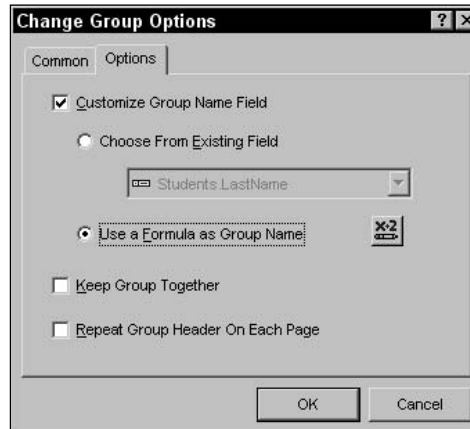 Change Group Options
Common Options
Customize Group Name Field
Choose From Existing Field
Students.LastName
Use a Formula as Group Name
X·2
Keep Group Together
Repeat Group Header On Each Page
OK Cancel